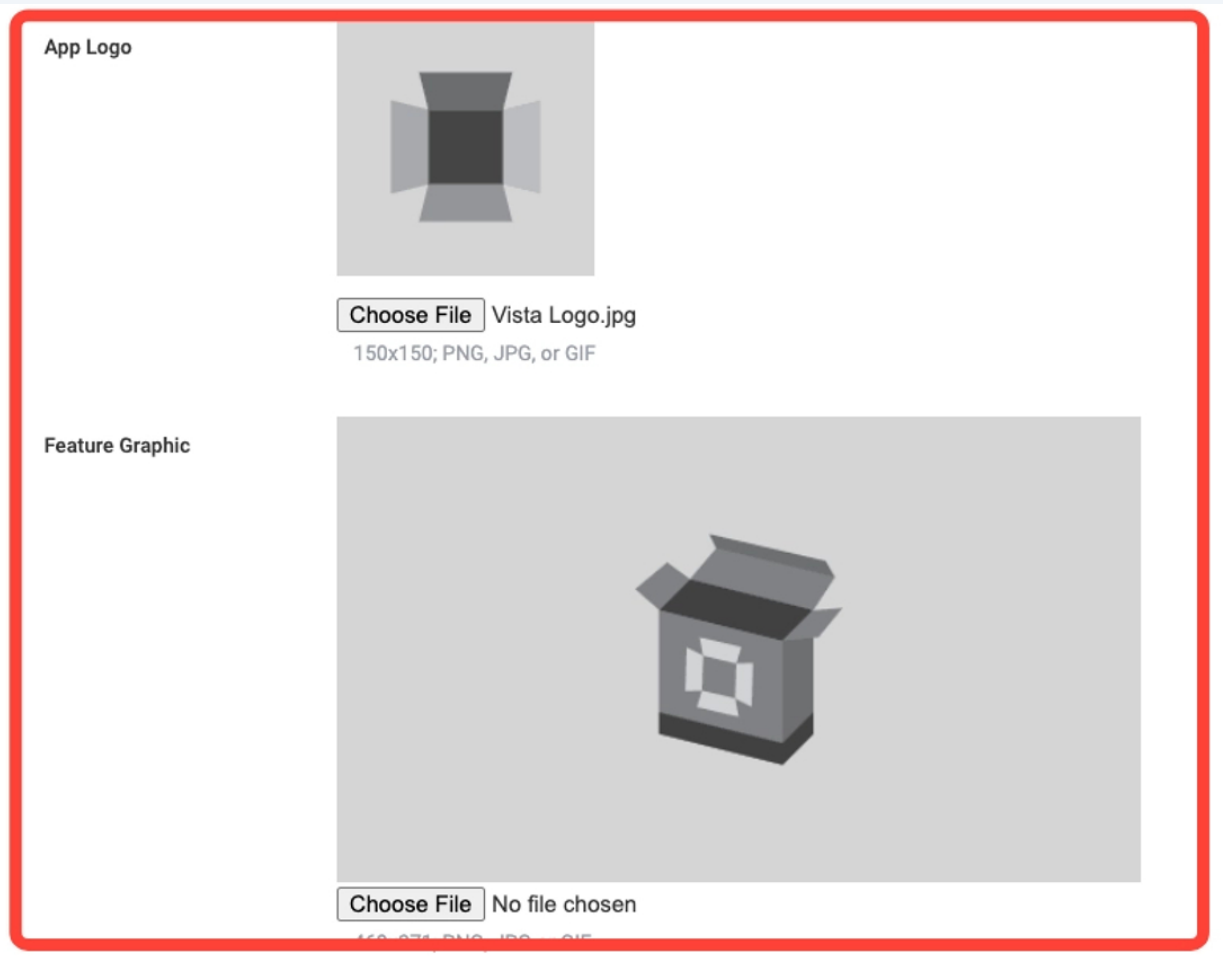 App Logo
Choose File Vista Logo.jpg
150x150; PNG, JPG, or GIF
Feature Graphic
Choose File No file chosen